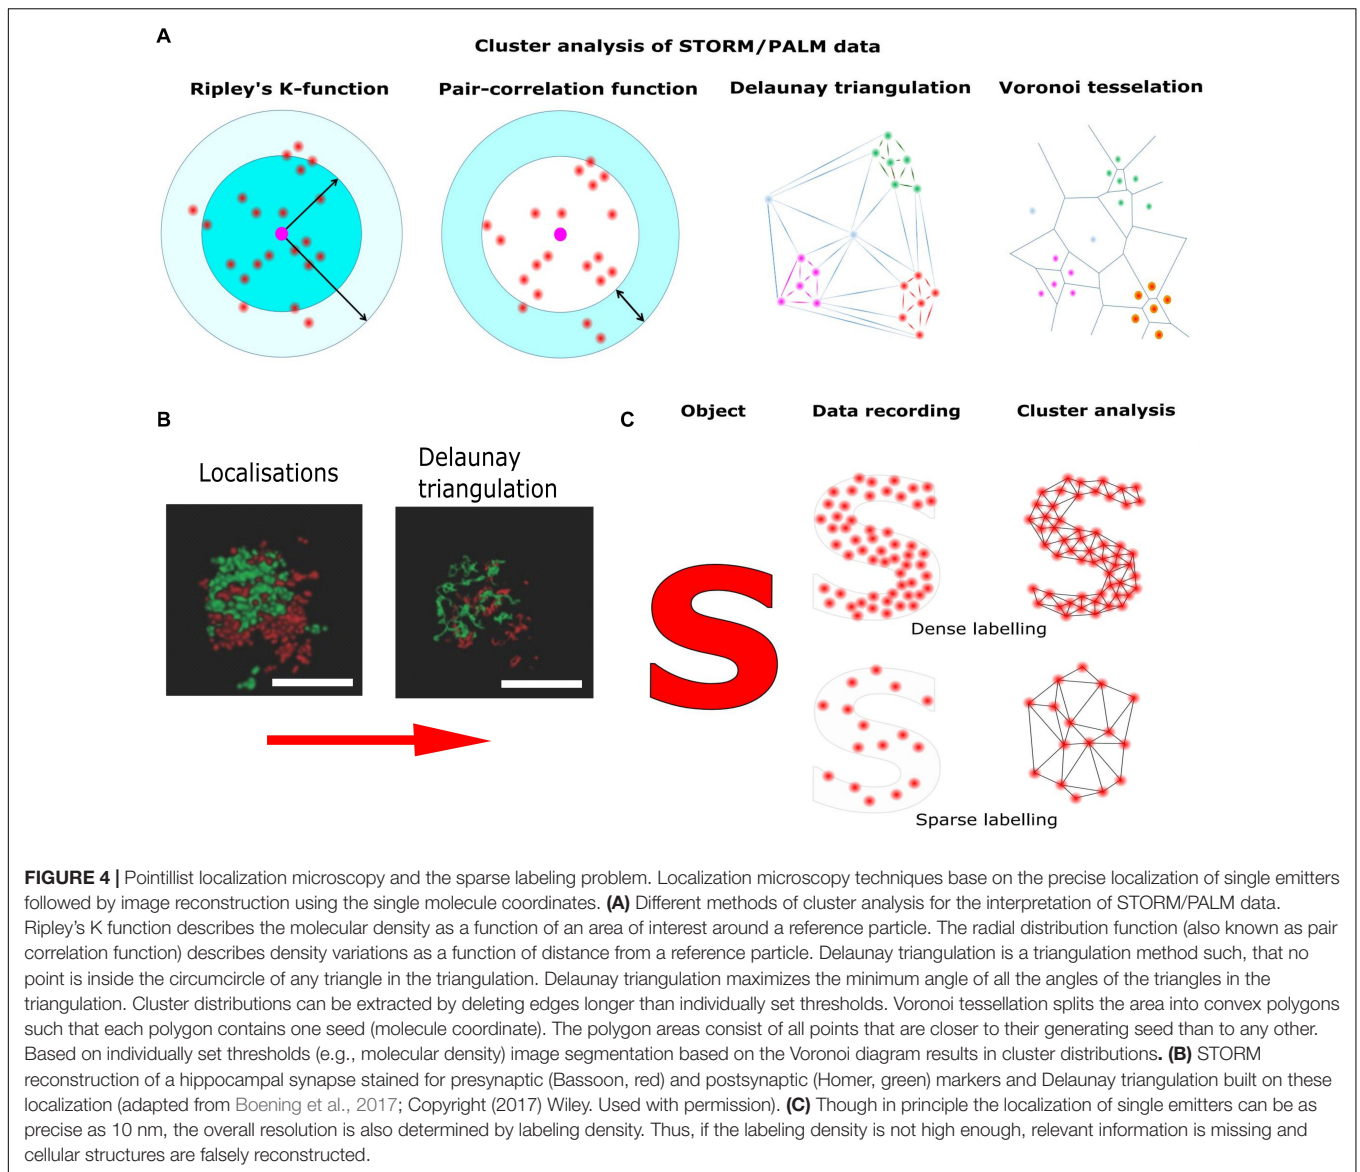 A
Cluster analysis of STORM/PALM data
Ripley's K-function
Pair-correlation function
Delaunay triangulation
Voronoi tesselation
B
Localisations
Delaunay
triangulation
C
Object
Data recording
Cluster analysis
S
Dense labelling
Sparse labelling
FIGURE 4 | Pointillist localization microscopy and the sparse labeling problem. Localization microscopy techniques base on the precise localization of single emitters
followed by image reconstruction using the single molecule coordinates. (A) Different methods of cluster analysis for the interpretation of STORM/PALM data.
Ripley's K function describes the molecular density as a function of an area of interest around a reference particle. The radial distribution function (also known as pair
correlation function) describes density variations as a function of distance from a reference particle. Delaunay triangulation is a triangulation method such, that no
point is inside the circumcircle of any triangle in the triangulation. Delaunay triangulation maximizes the minimum angle of all the angles of the triangles in the
triangulation. Cluster distributions can be extracted by deleting edges longer than individually set thresholds. Voronoi tessellation splits the area into convex polygons
such that each polygon contains one seed (molecule coordinate). The polygon areas consist of all points that are closer to their generating seed than to any other.
Based on individually set thresholds (e.g., molecular density) image segmentation based on the Voronoi diagram results in cluster distributions. (B) STORM
reconstruction of a hippocampal synapse stained for presynaptic (Bassoon, red) and postsynaptic (Homer, green) markers and Delaunay triangulation built on these
localization (adapted from Boening et al., 2017; Copyright (2017) Wiley. Used with permission). (C) Though in principle the localization of single emitters can be as
precise as 10 nm, the overall resolution is also determined by labeling density. Thus, if the labeling density is not high enough, relevant information is missing and
cellular structures are falsely reconstructed.